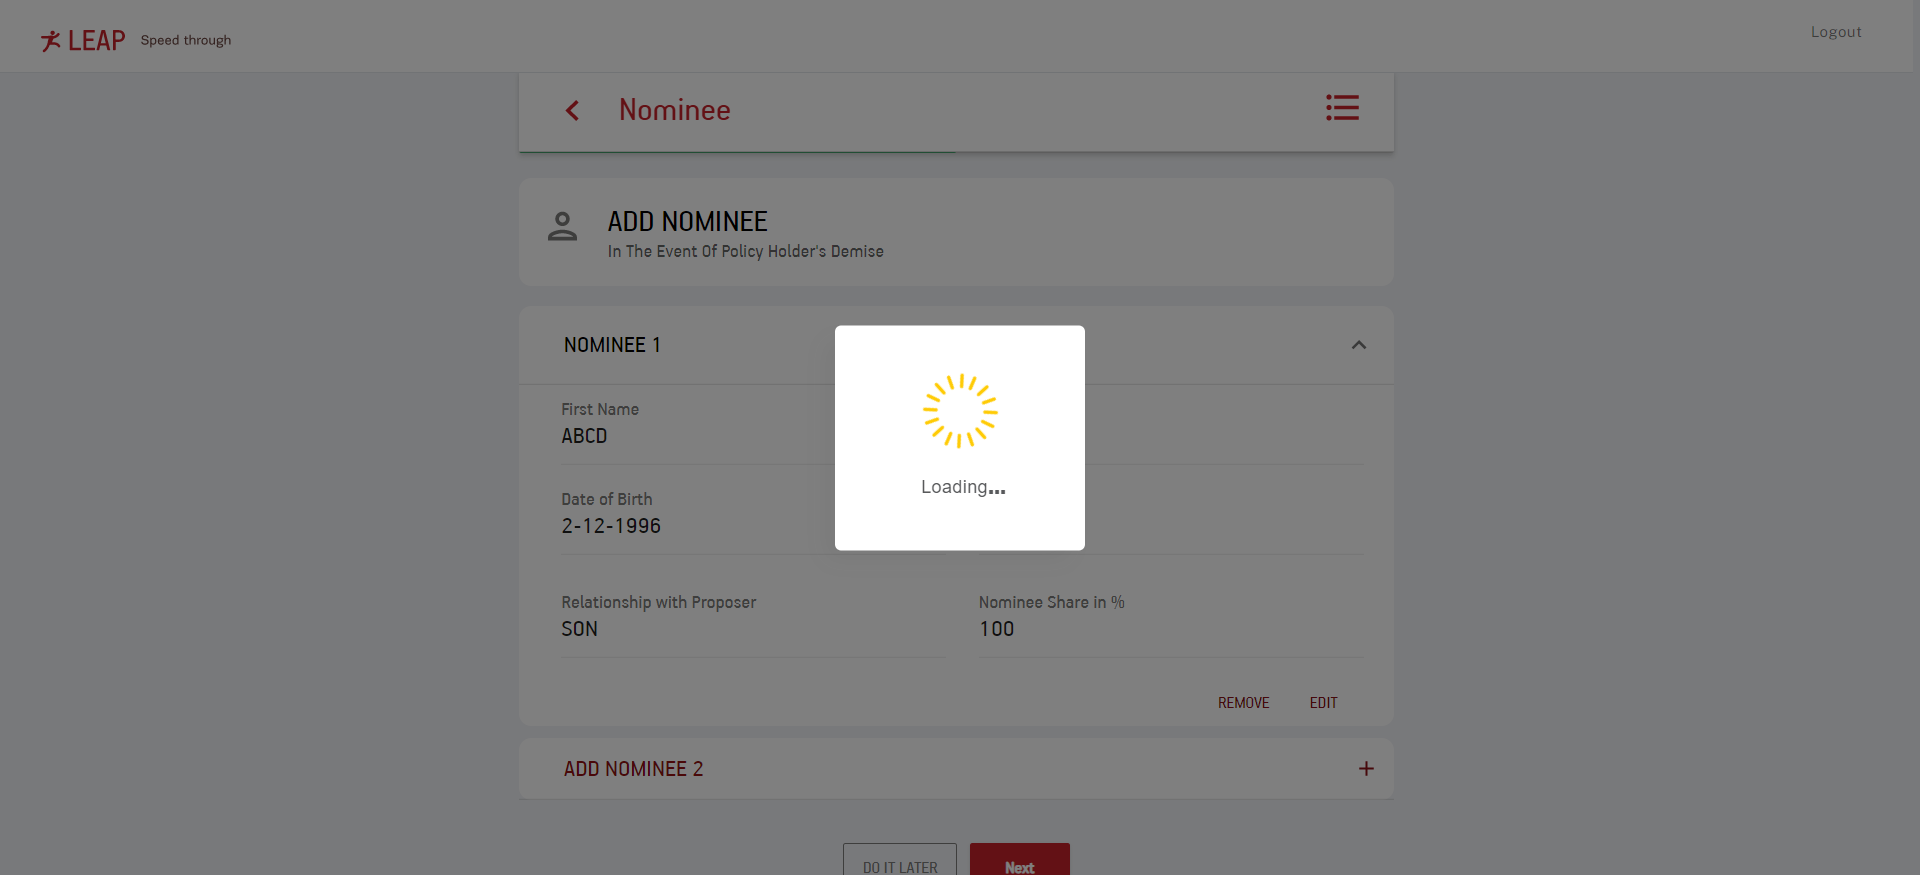 LEAP Speed through
Logout
Nominee
ADD NOMINEE
In The Event Of Policy Holder's Demise
NOMINEE 1
First Name
ABCD
Date of Birth
2-12-1996
Loading...
Relationship with Proposer
SON
Nominee Share in %
100
REMOVE EDIT
ADD NOMINEE 2
DO IT LATER Next